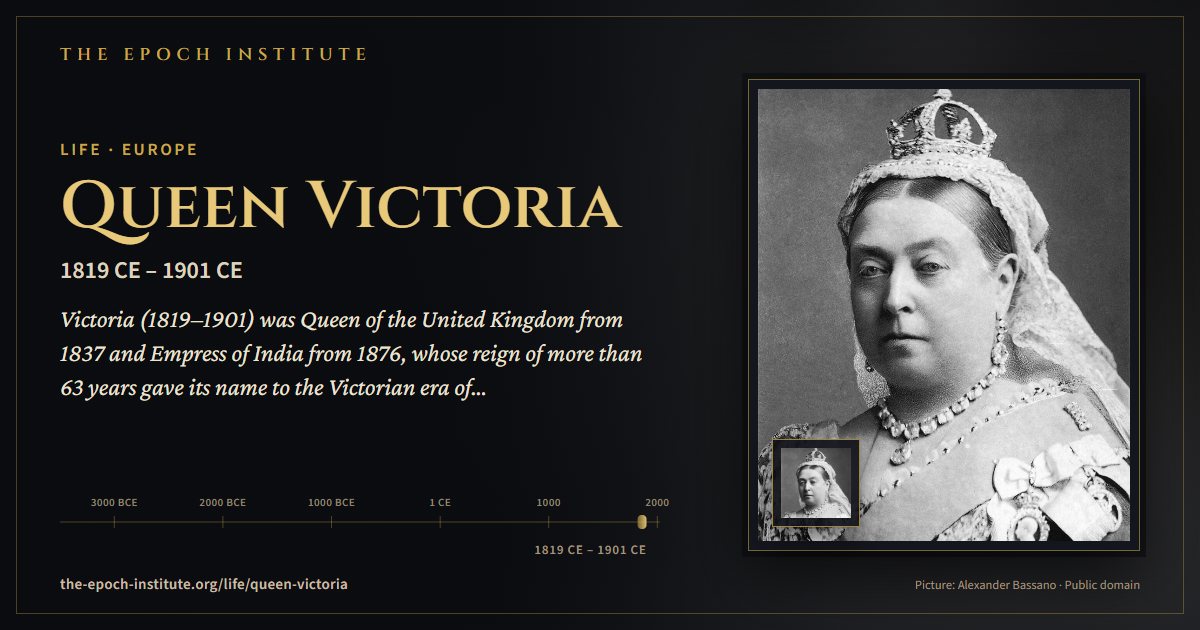 THE EPOCH INSTITUTE
LIFE · EUROPE
QUEEN VICTORIA
1819 CE – 1901 CE
Victoria (1819–1901) was Queen of the United Kingdom from
1837 and Empress of India from 1876, whose reign of more than
63 years gave its name to the Victorian era of...
3000 BCE 2000 BCE 1000 BCE 1 CE 1000 2000
1819 CE – 1901 CE
the-epoch-institute.org/life/queen-victoria
Picture: Alexander Bassano · Public domain